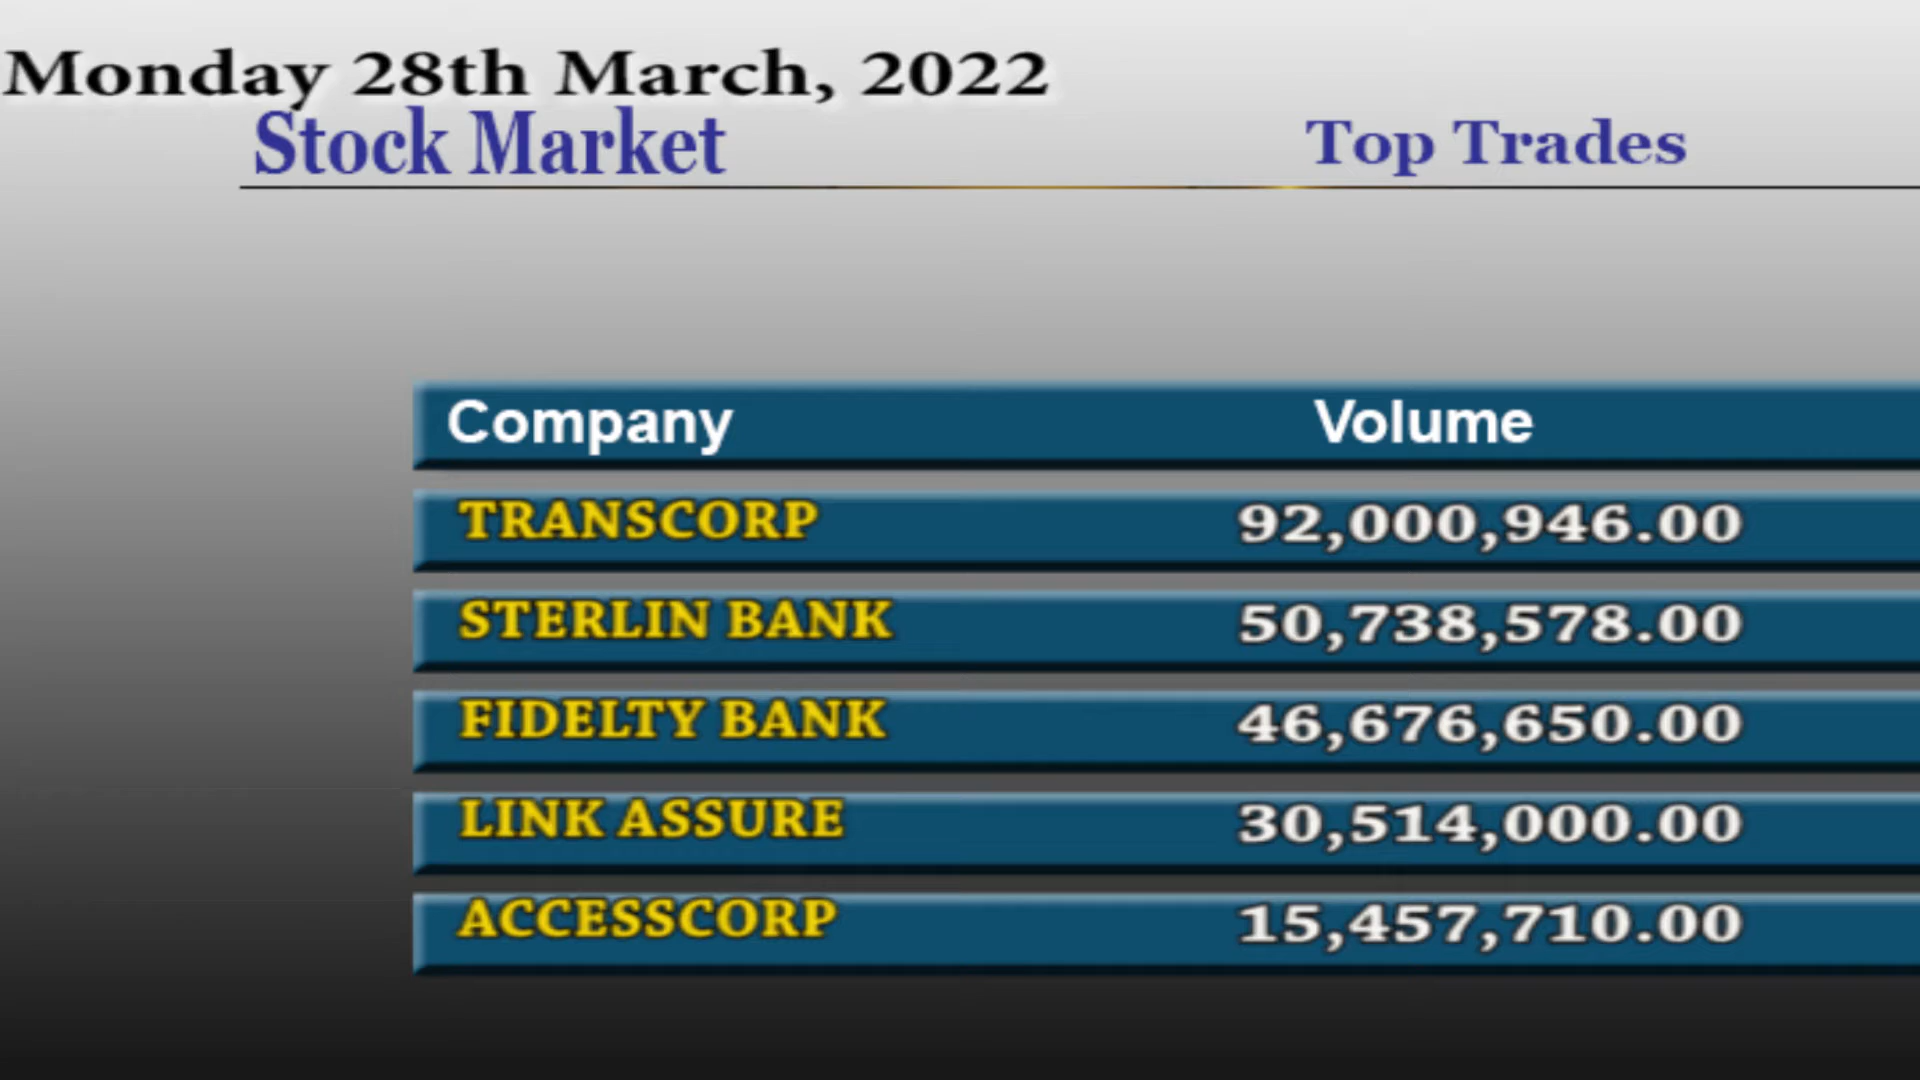 Monday 28th March, 2022
Stock Market Top Trades
Company Volume
TRANSCORP 92,000,946.00
STERLIN BANK 50,738,578.00
FIDELTY BANK 46,676,650.00
LINK ASSURE 30,514,000.00
ACCESSCORP 15,457,710.00